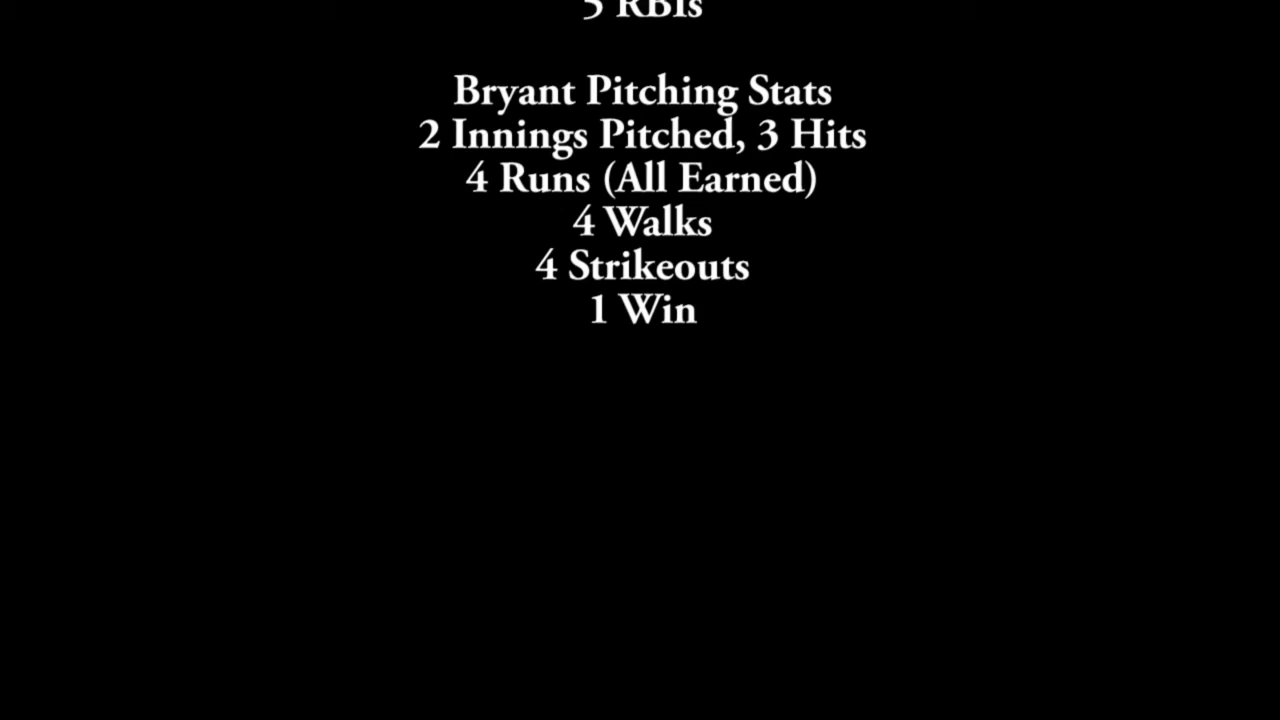 5 RBIs
Bryant Pitching Stats
2 Innings Pitched, 3 Hits
4 Runs (All Earned)
4 Walks
4 Strikeouts
1 Win